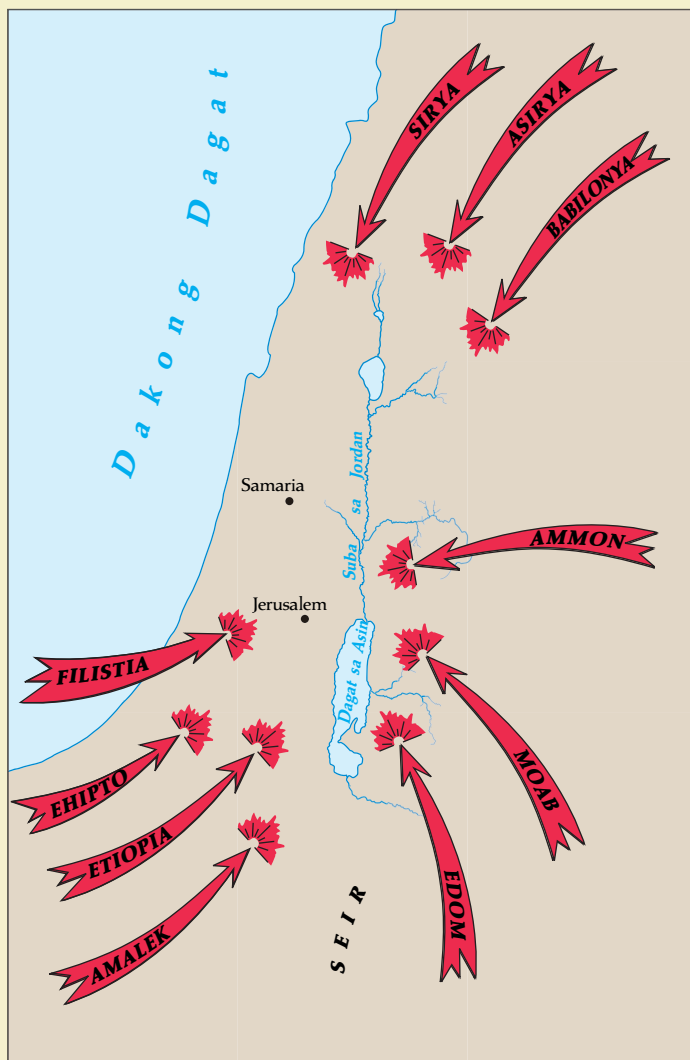 SIRYA
ASIRYA
BABILONYA
Dakong Dagat
Suba sa Jordan
Samaria
AMMON
Jerusalem
FILISTIA
Dagat sa Asin
EHIPTO
MOAB
ETIOPIA
EDOM
SEIR
AMALEK